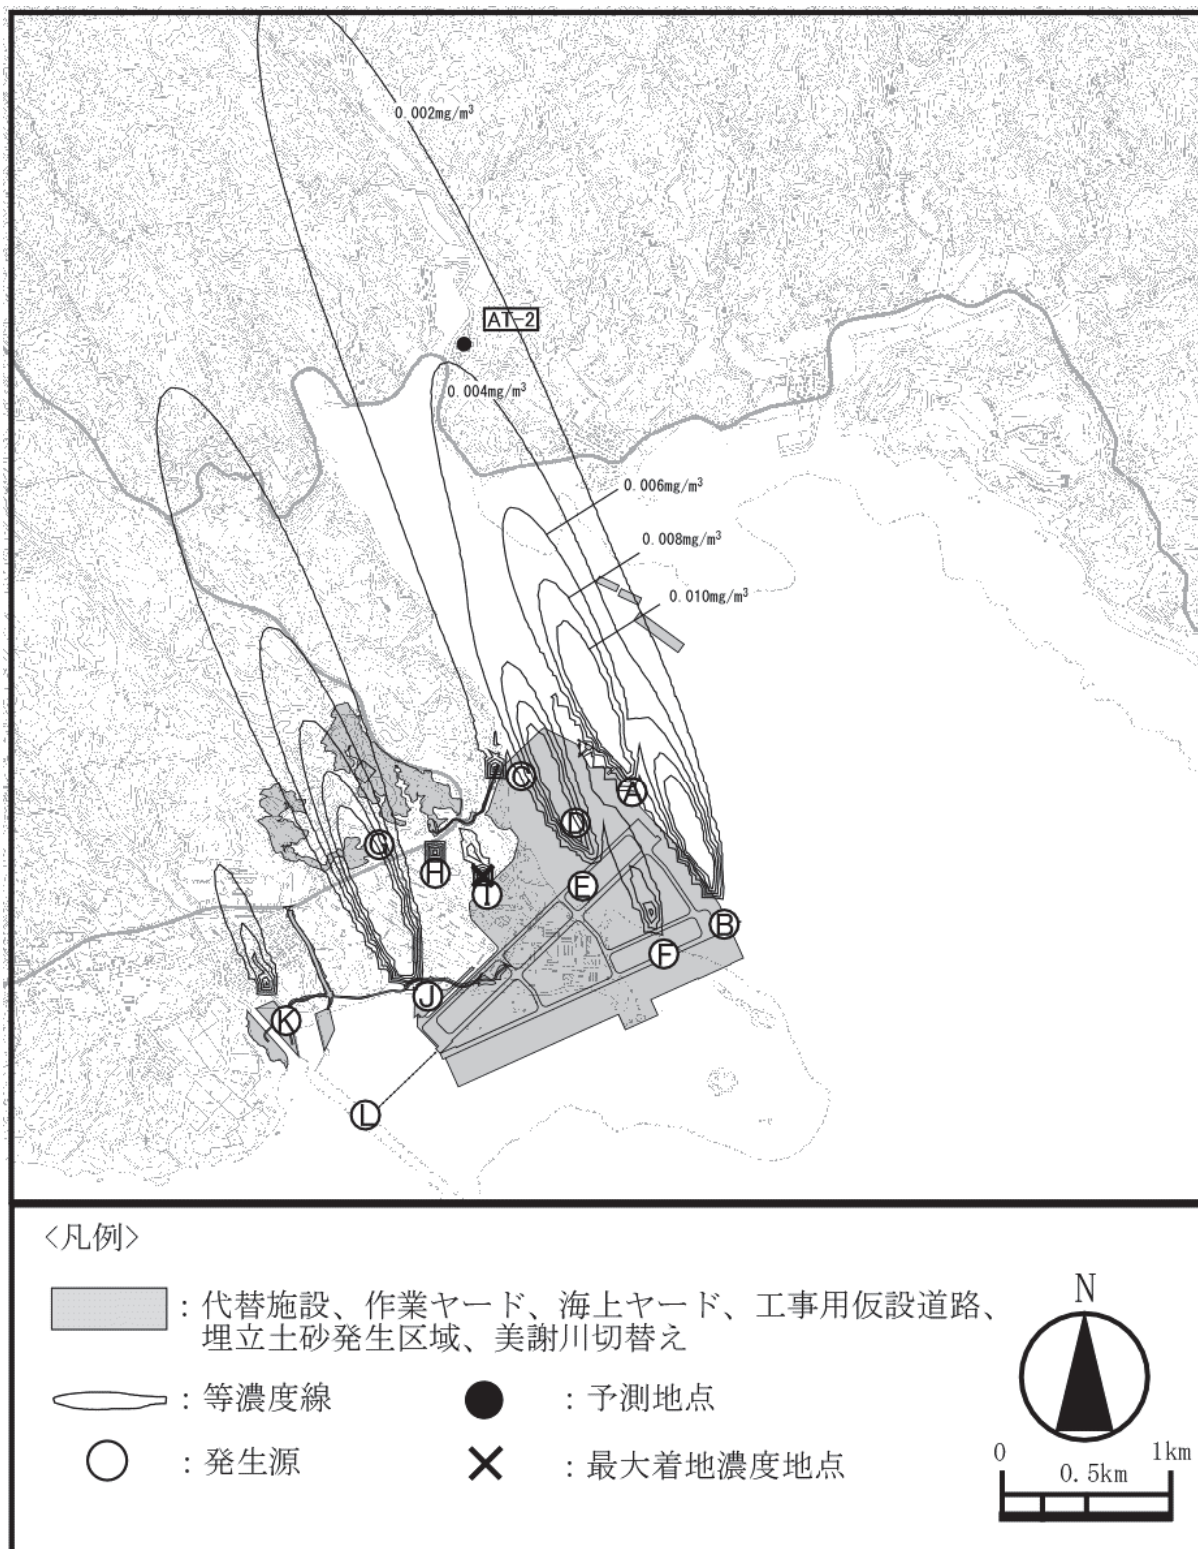 0.002mg/m³
AT-2
0.004mg/m³
0.006mg/m³
0.008mg/m³
0.010mg/m³
C
A
D
G
H
I
E
B
F
J
K
L
<凡例>
：代替施設、作業ヤード、海上ヤード、工事用仮設道路、
埋立土砂発生区域、美謝川切替え
：等濃度線
：予測地点
：発生源
：最大着地濃度地点
N
0
1km
0.5km